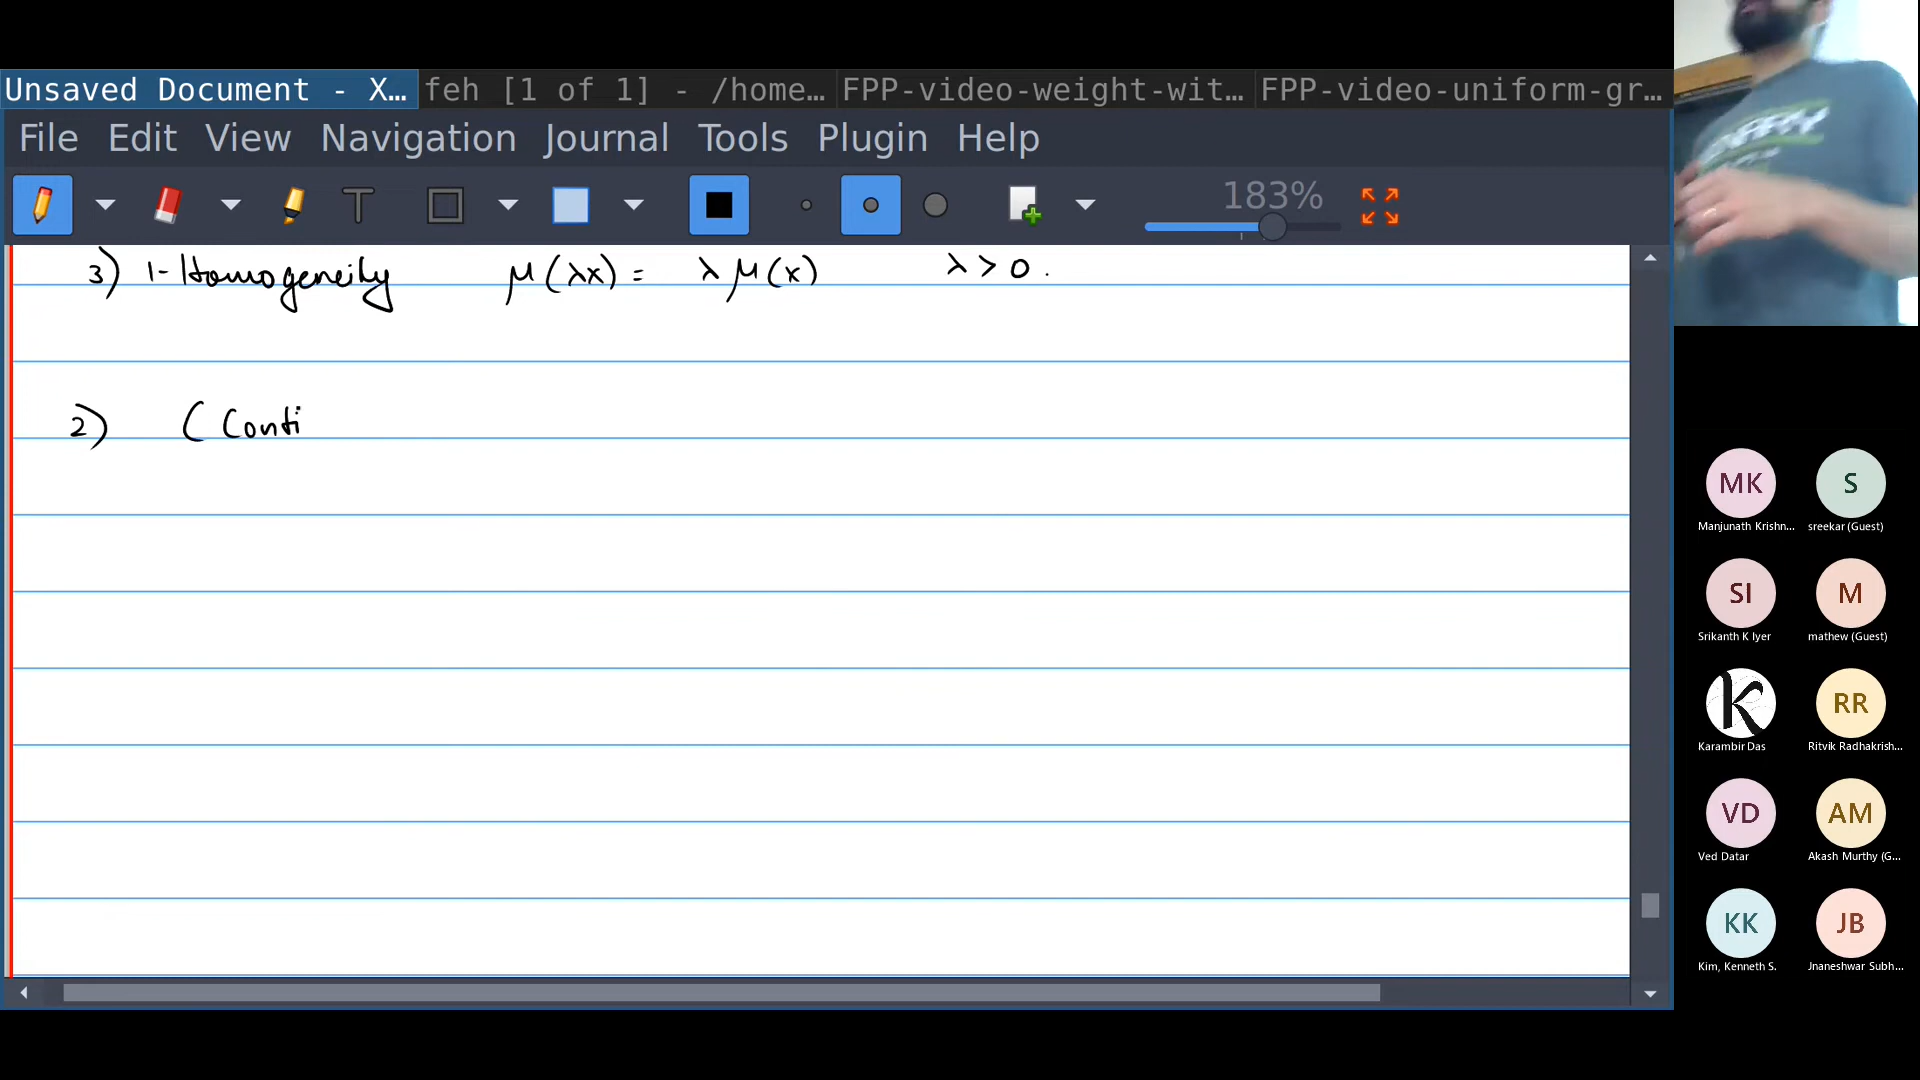 Unsaved Document - X... feh [1 of 1] - /home... FPP-video-weight-wit... FPP-video-uniform-gr...
File Edit View Navigation Journal Tools Plugin Help
T 183%
3) 1-Homogeneity μ(λx) = λ μ(x) λ > 0.
2) (Conti
MK S
Manjunath Krishn... sreekar (Guest)
SI M
Srikanth K Iyer mathew (Guest)
K RR
Karambir Das Ritvik Radhakrish...
VD AM
Ved Datar Akash Murthy (G...
KK JB
Kim, Kenneth S. Jnaneshwar Subh...